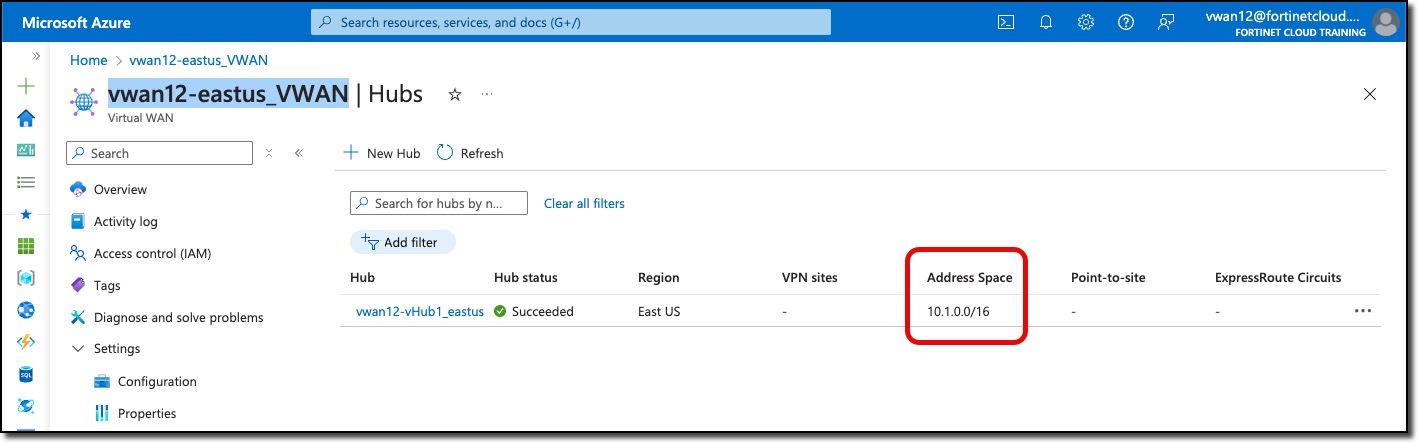 Microsoft Azure
Search resources, services, and docs (G+/)
vwan12@fortinetcloud....
FORTINET CLOUD TRAINING
Home > vwan12-eastus_VWAN
vwan12-eastus_VWAN | Hubs
Virtual WAN
Search
New Hub
Refresh
Overview
Activity log
Access control (IAM)
Tags
Diagnose and solve problems
Settings
Configuration
Properties
Search for hubs by n...
Clear all filters
Add filter
Hub Hub status Region VPN sites Address Space Point-to-site ExpressRoute Circuits
vwan12-vHub1_eastus Succeeded East US - 10.1.0.0/16 - -
SQL